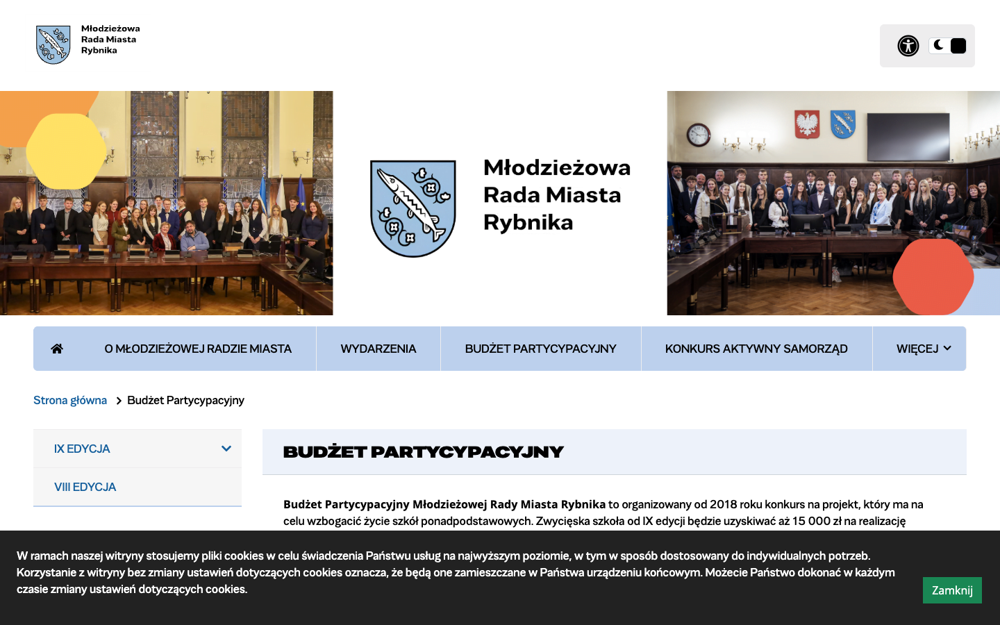 Młodzieżowa
Rada Miasta
Rybnika
Młodzieżowa
Rada Miasta
Rybnika
O MŁODZIEŻOWEJ RADZIE MIASTA
WYDARZENIA
BUDŻET PARTYCYPACYJNY
KONKURS AKTYWNY SAMORZĄD
WIĘCEJ
Strona główna
Budżet Partycypacyjny
IX EDYCJA
VIII EDYCJA
BUDŻET PARTYCYPACYJNY
Budżet Partycypacyjny Młodzieżowej Rady Miasta Rybnika to organizowany od 2018 roku konkurs na projekt, który ma na
celu wzbogacić życie szkół ponadpodstawowych. Zwycięska szkoła od IX edycji będzie uzyskiwać aż 15 000 zł na realizację
W ramach naszej witryny stosujemy pliki cookies w celu świadczenia Państwu usług na najwyższym poziomie, w tym w sposób dostosowany do indywidualnych potrzeb.
Korzystanie z witryny bez zmiany ustawień dotyczących cookies oznacza, że będą one zamieszczane w Państwa urządzeniu końcowym. Możecie Państwo dokonać w każdym
czasie zmiany ustawień dotyczących cookies.
Zamknij